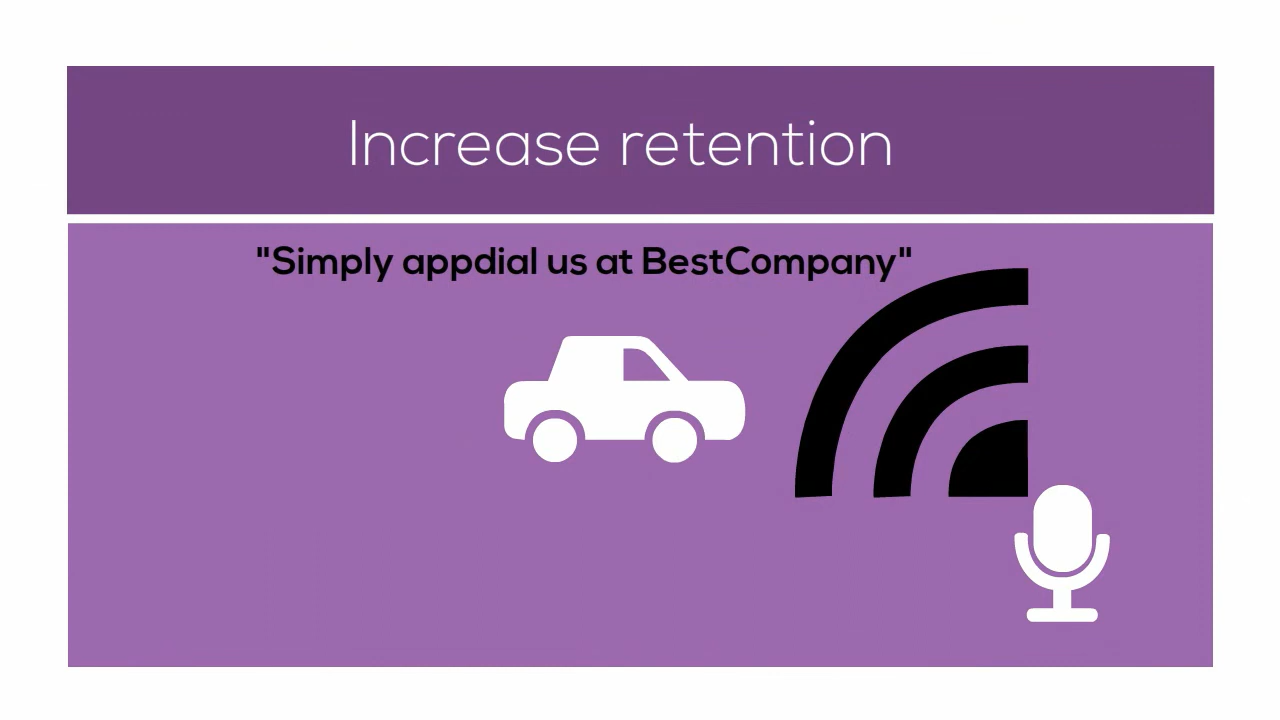 Increase retention
"Simply appdial us at BestCompany"